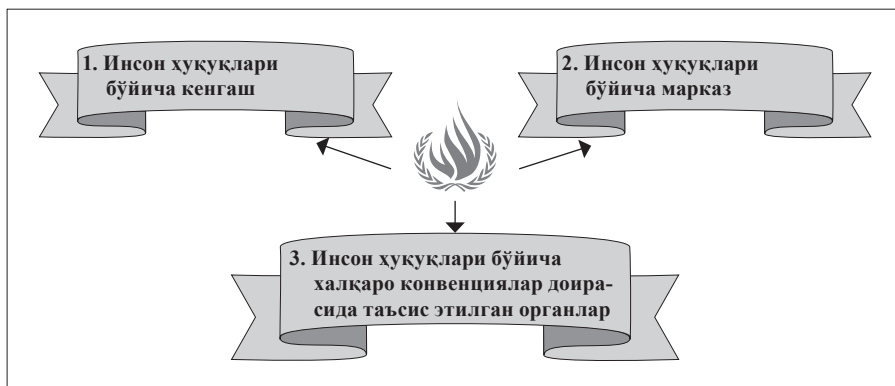 1. Инсон ҳуқуқлари
бўйича кенгаш
2. Инсон ҳуқуқлари
бўйича марказ
3. Инсон ҳуқуқлари бўйича
халқаро конвенциялар доира-
сида таъсис этилган органлар